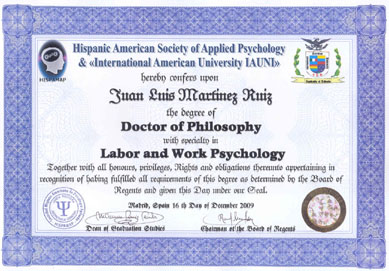 Hispanic American Society of Applied Psychology
& «International American University IAUNI»
hereby confers upon
Juan Luis Martinez Ruiz
the degree of
Doctor of Philosophy
with specialty in
Labor and Work Psychology
Together with all honours, privileges, Rights and obligations thereunto appertaining in
recognition of having fulfilled all requirements of this degree as determined by the Board of
Regents and given this Day under our Seal.
Madrid, Spain 16 th Day of December 2009
Dean of Graduation Studies
Chairman of the Board of Regents